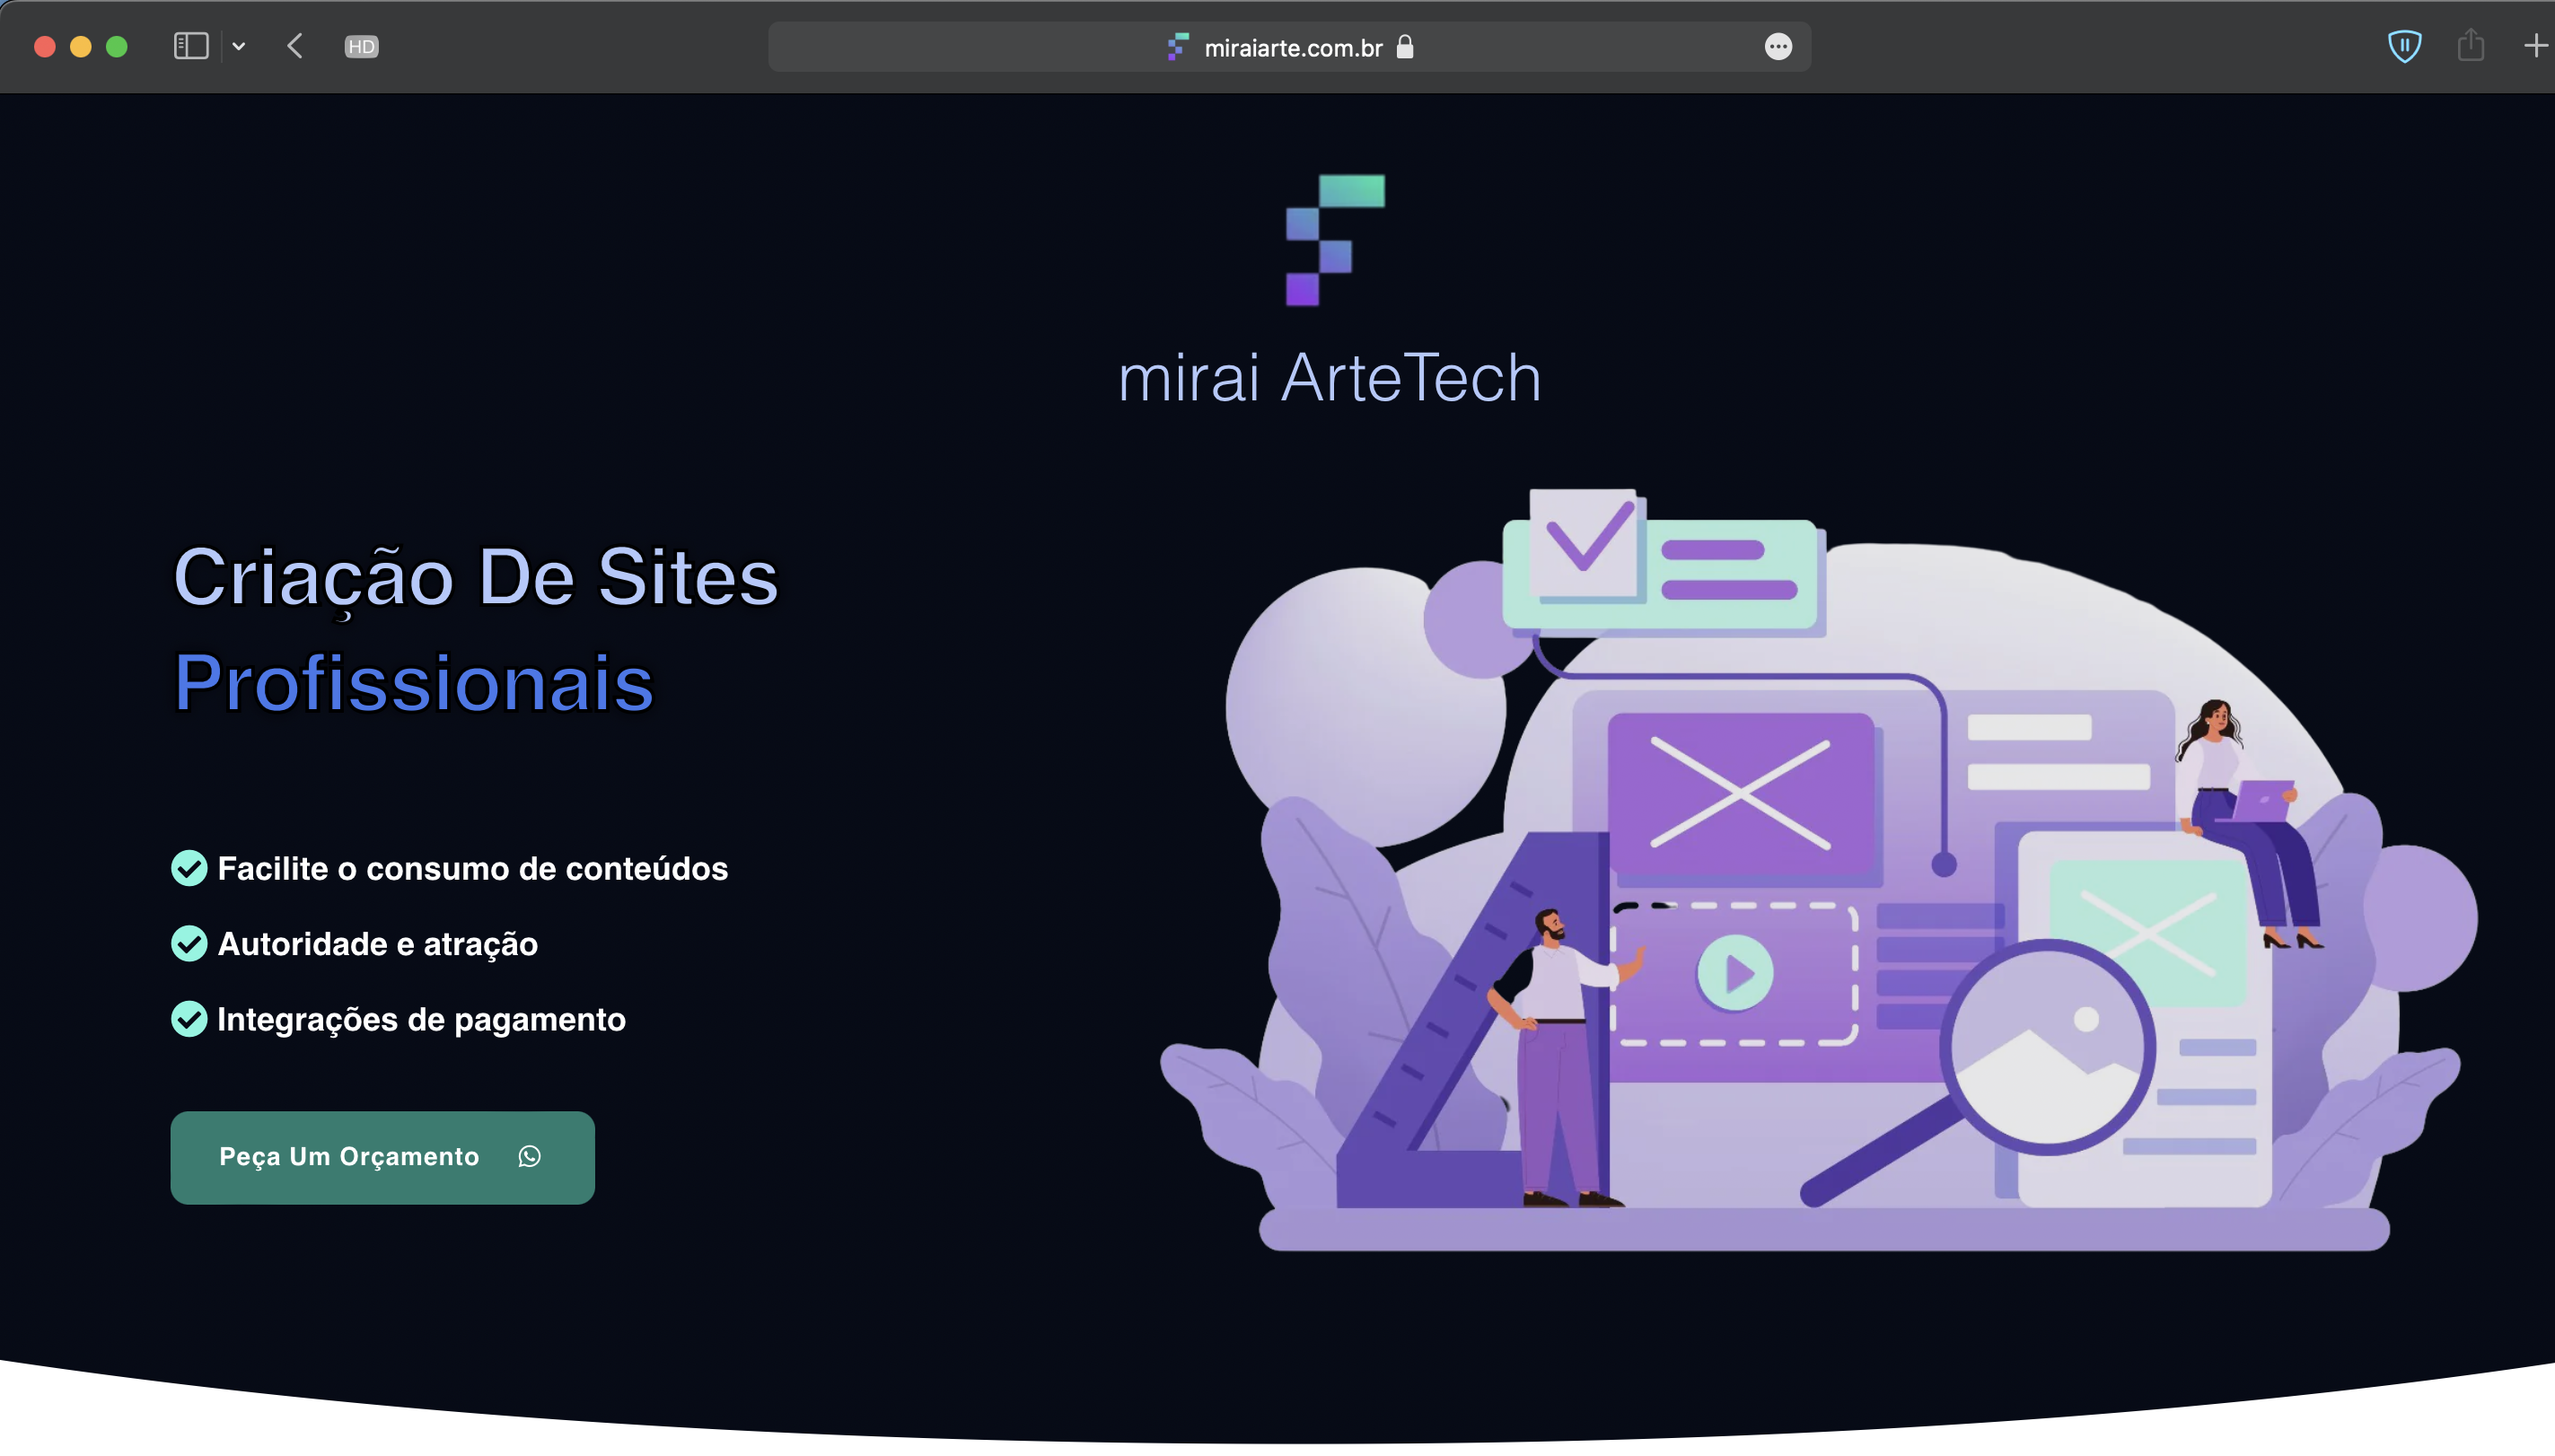 HD
miraiarte.com.br
mirai ArteTech
Criação De Sites
Profissionais
Facilite o consumo de conteúdos
Autoridade e atração
Integrações de pagamento
Peça Um Orçamento